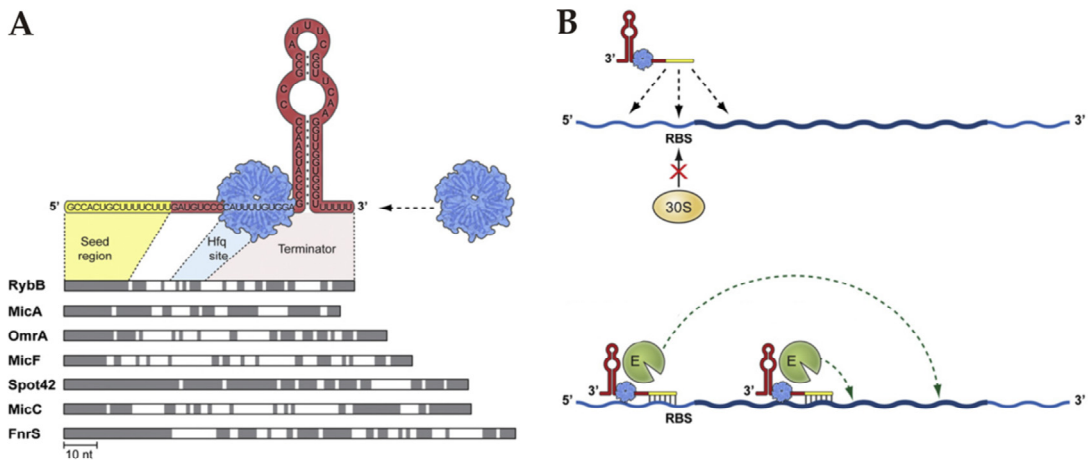 A
B
5' GCCACUGCUUUUCUUUGAUGUCCCCAUUUUGUGGA
UUUUU 3'
Seed
region
Hfq
site
Terminator
RybB
MicA
OmrA
MicF
Spot42
MicC
FnrS
10 nt
3'
5'
3'
RBS
30S
E
E
3'
3'
5'
3'
RBS